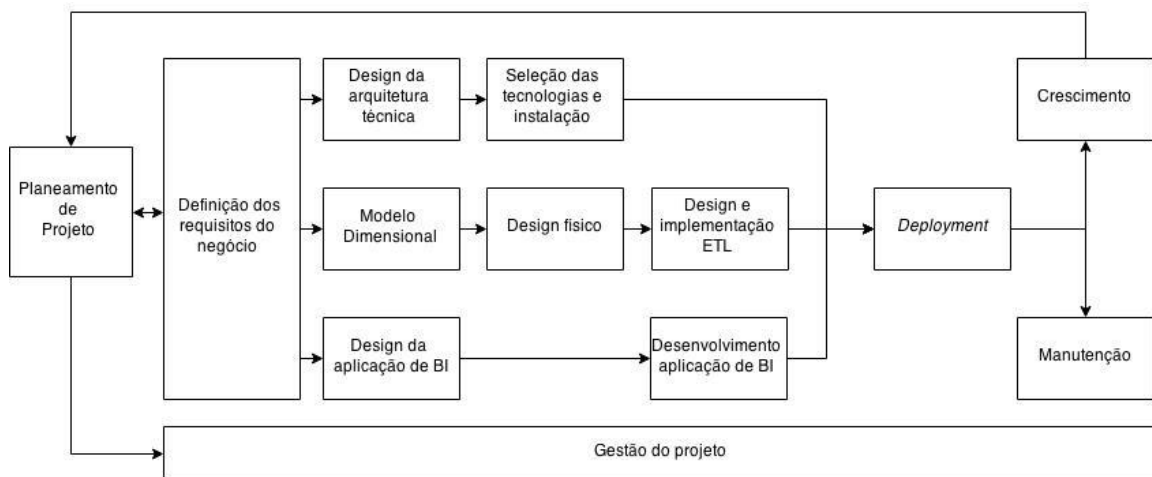 Planeamento
de
Projeto
Definição dos
requisitos do
negócio
Design da
arquitetura
técnica
Seleção das
tecnologias e
instalação
Modelo
Dimensional
Design físico
Design e
implementação
ETL
Design da
aplicação de BI
Desenvolvimento
aplicação de BI
Deployment
Crescimento
Manutenção
Gestão do projeto